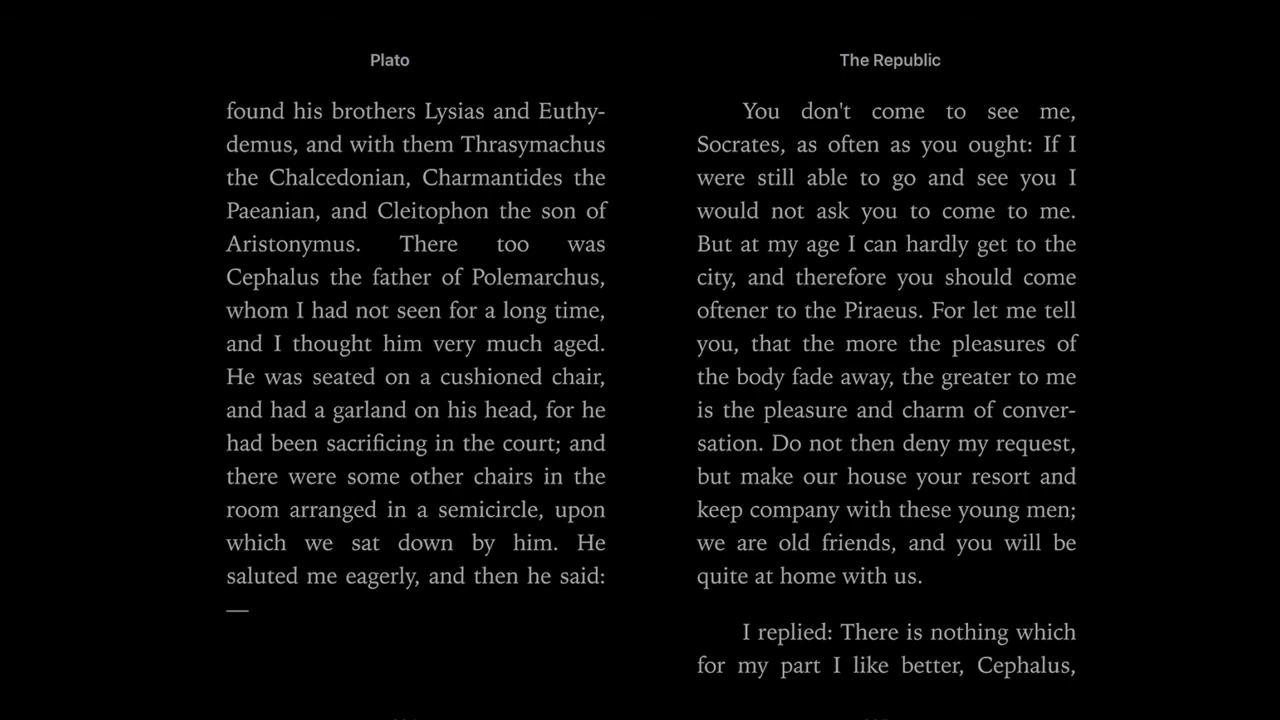 Plato
found his brothers Lysias and Euthy-
demus, and with them Thrasymachus
the Chalcedonian, Charmantides the
Paeanian, and Cleitophon the son of
Aristonymus. There too was
Cephalus the father of Polemarchus,
whom I had not seen for a long time,
and I thought him very much aged.
He was seated on a cushioned chair,
and had a garland on his head, for he
had been sacrificing in the court; and
there were some other chairs in the
room arranged in a semicircle, upon
which we sat down by him. He
saluted me eagerly, and then he said:
—
The Republic
You don't come to see me,
Socrates, as often as you ought: If I
were still able to go and see you I
would not ask you to come to me.
But at my age I can hardly get to the
city, and therefore you should come
oftener to the Piraeus. For let me tell
you, that the more the pleasures of
the body fade away, the greater to me
is the pleasure and charm of conver-
sation. Do not then deny my request,
but make our house your resort and
keep company with these young men;
we are old friends, and you will be
quite at home with us.
I replied: There is nothing which
for my part I like better, Cephalus,